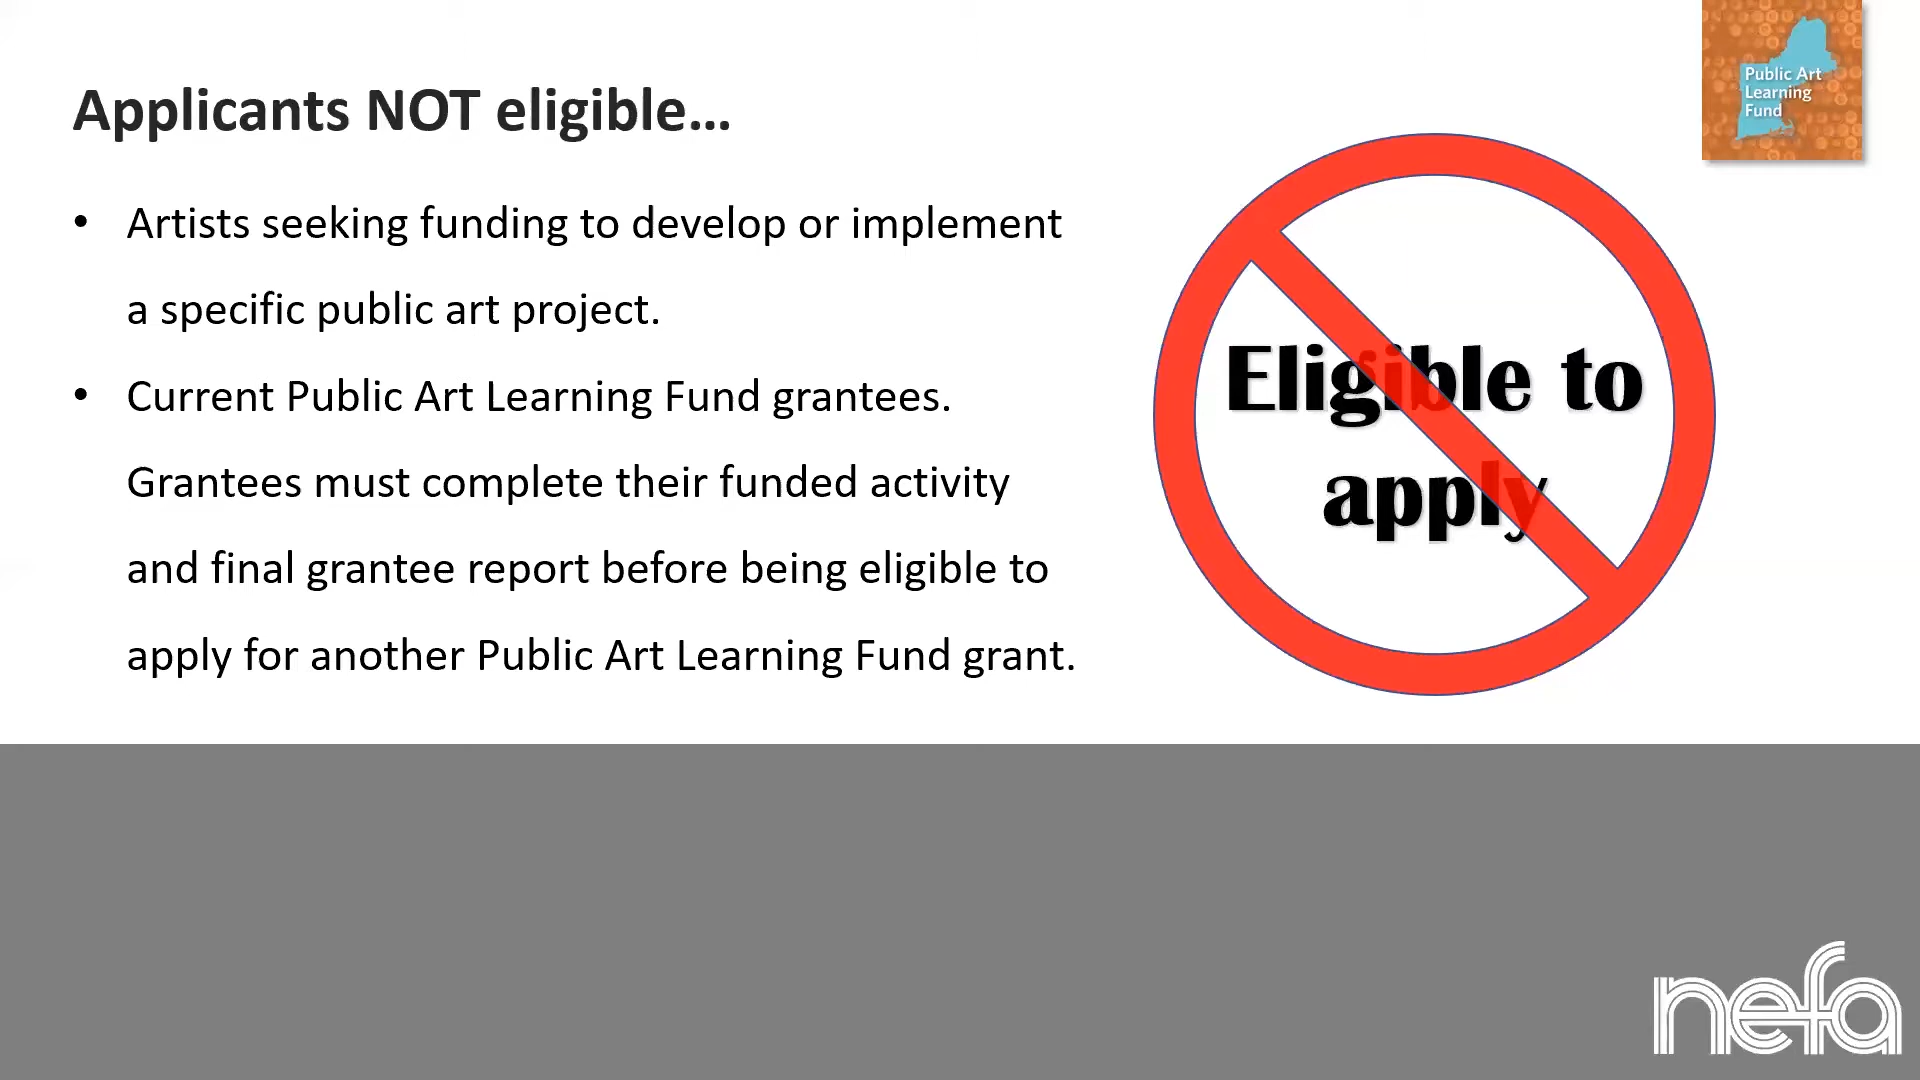 Applicants NOT eligible…
• Artists seeking funding to develop or implement
a specific public art project.
• Current Public Art Learning Fund grantees.
Grantees must complete their funded activity
and final grantee report before being eligible to
apply for another Public Art Learning Fund grant.
Public Art
Learning
Fund
Eligible to
apply
nefa